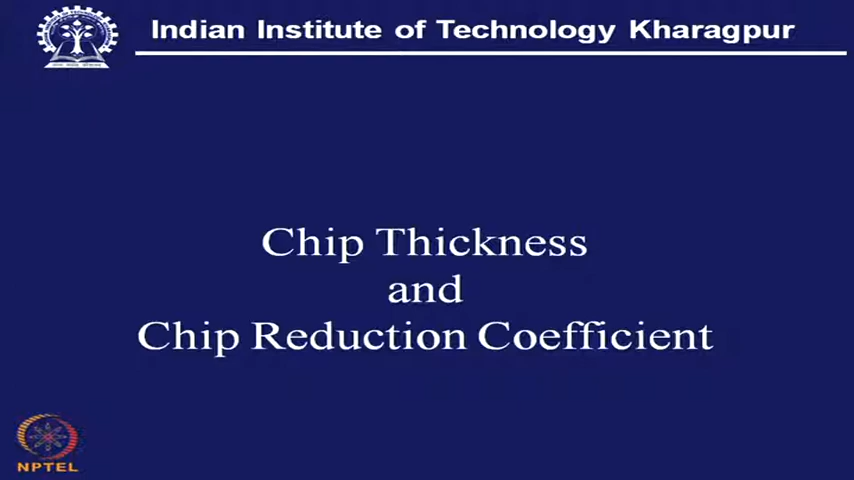 Indian Institute of Technology Kharagpur
Chip Thickness
and
Chip Reduction Coefficient
NPTEL